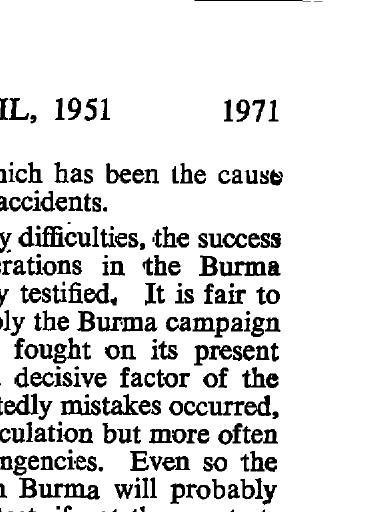 IL, 1951 1971
hich has been the cause
accidents.
y difficulties, the success
rations in the Burma
y testified. It is fair to
ly the Burma campaign
fought on its present
decisive factor of the
tedly mistakes occurred,
culation but more often
ngencies. Even so the
Burma will probably